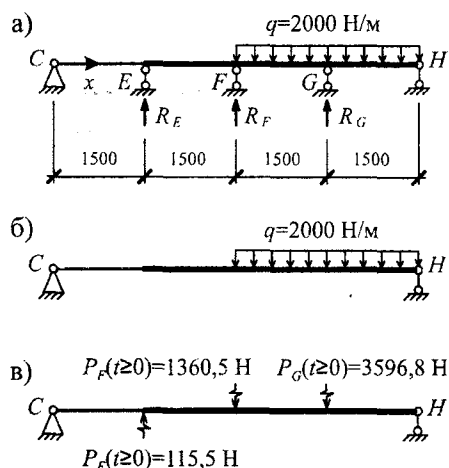 а)
q=2000 Н/м
C x E F G H
R_E R_F R_G
1500 1500 1500 1500
б)
q=2000 Н/м
C H
в)
P_F(t≥0)=1360,5 Н P_G(t≥0)=3596,8 Н
C H
P_E(t≥0)=115,5 Н